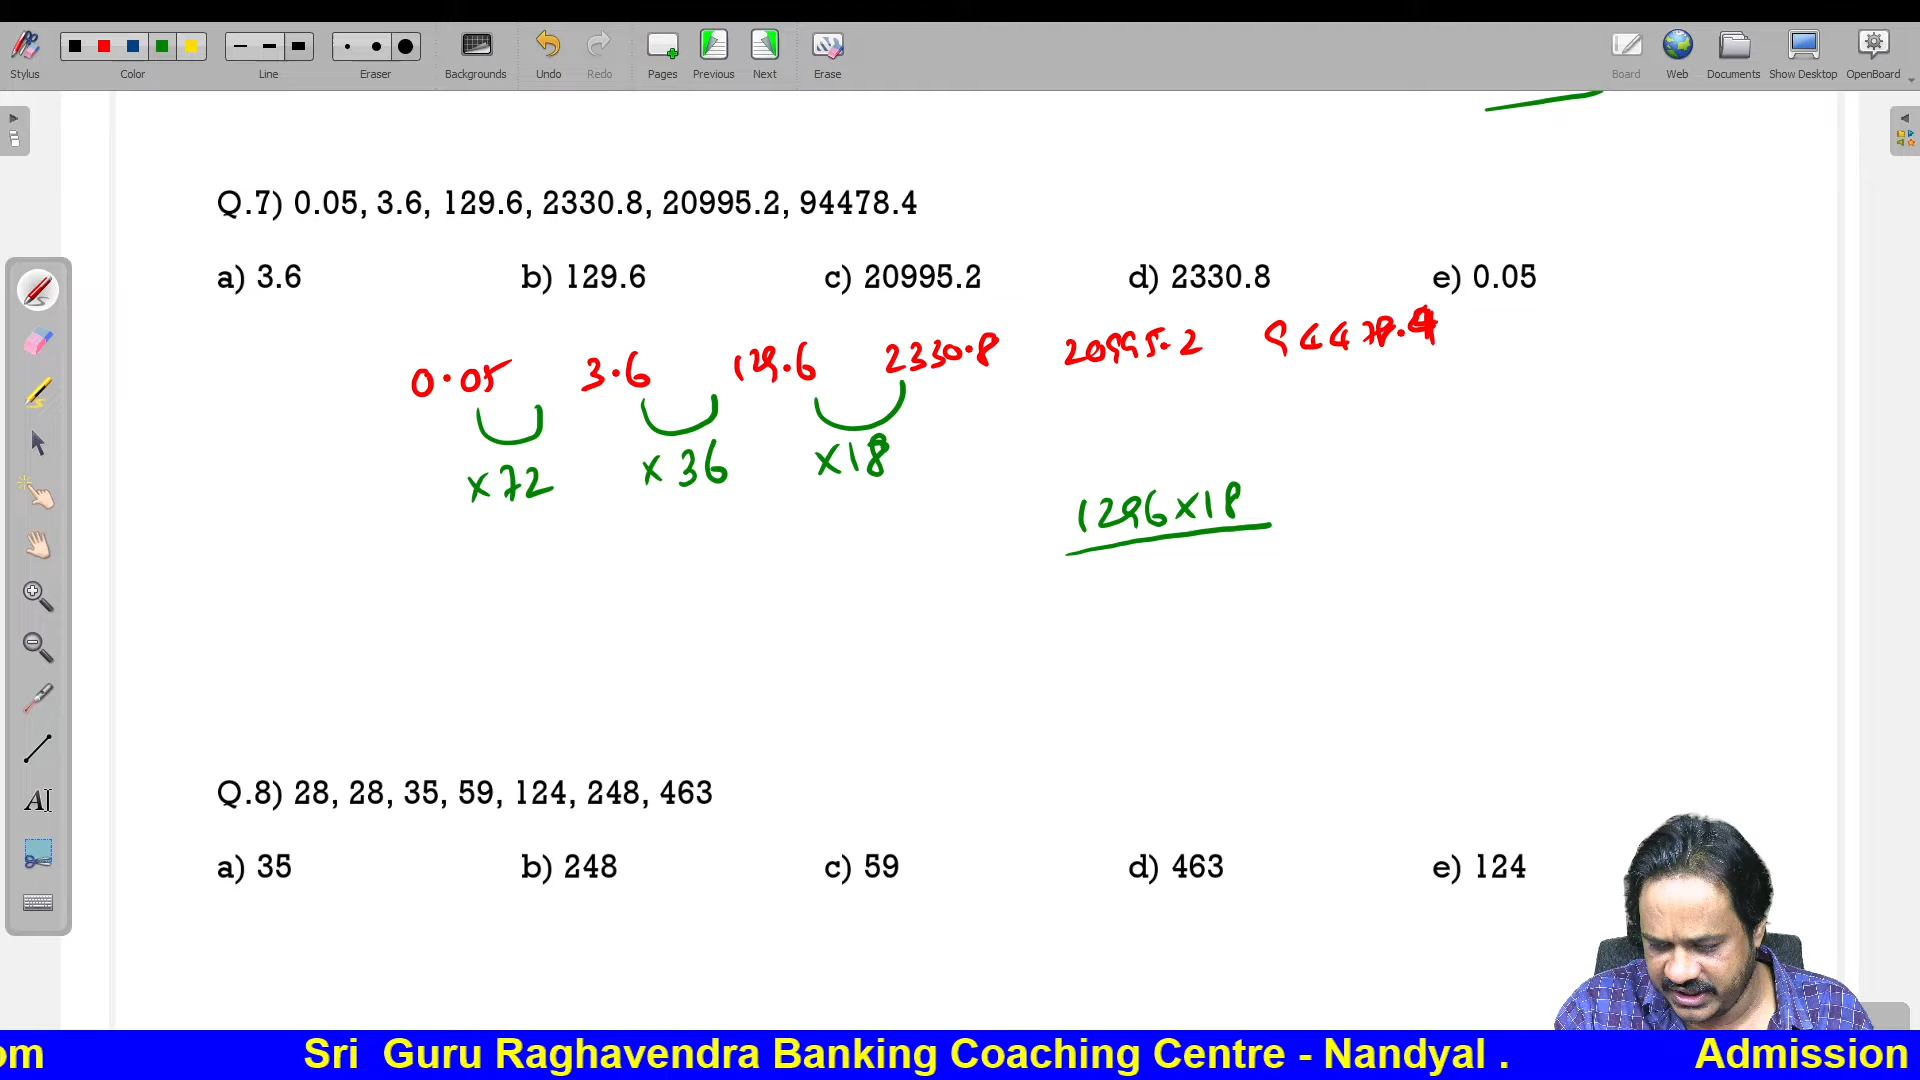 Stylus
Color
Line
Eraser
Backgrounds
Undo
Redo
Pages
Previous
Next
Erase
Board
Web
Documents
Show Desktop
OpenBoard
Q.7) 0.05, 3.6, 129.6, 2330.8, 20995.2, 94478.4
a) 3.6 b) 129.6 c) 20995.2 d) 2330.8 e) 0.05
0.05 3.6 129.6 2330.8 20995.2 94478.4
×72 ×36 ×18
1296×18
Q.8) 28, 28, 35, 59, 124, 248, 463
a) 35 b) 248 c) 59 d) 463 e) 124
om Sri Guru Raghavendra Banking Coaching Centre - Nandyal . Admission